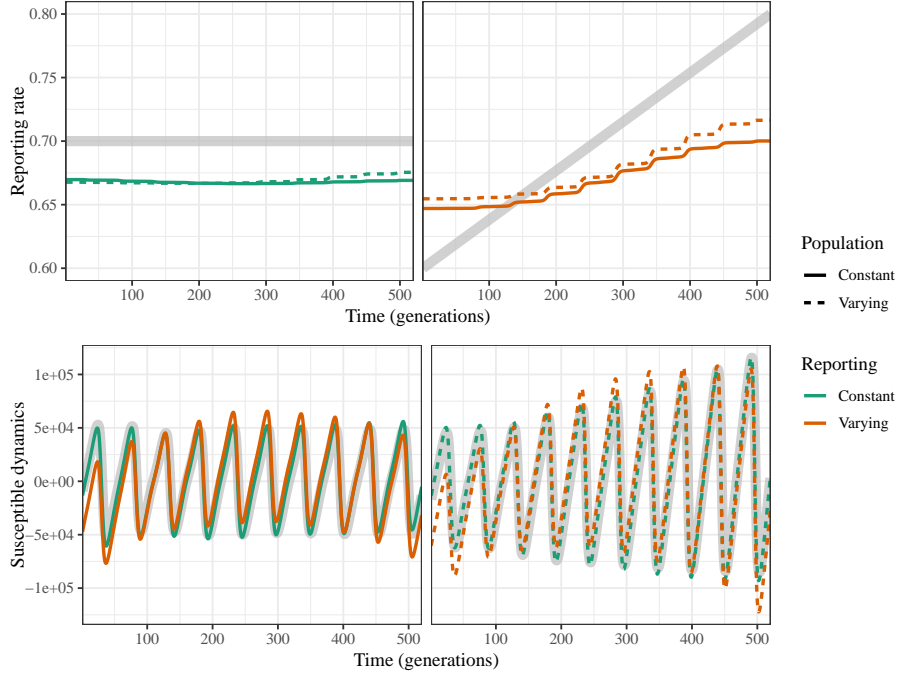 0.80
0.75
0.70
0.65
0.60
Reporting rate
100 200 300 400 500 100 200 300 400 500
Time (generations)
Population
Constant
Varying
Reporting
Constant
Varying
1e+05
5e+04
0e+00
−5e+04
−1e+05
Susceptible dynamics
100 200 300 400 500 100 200 300 400 500
Time (generations)